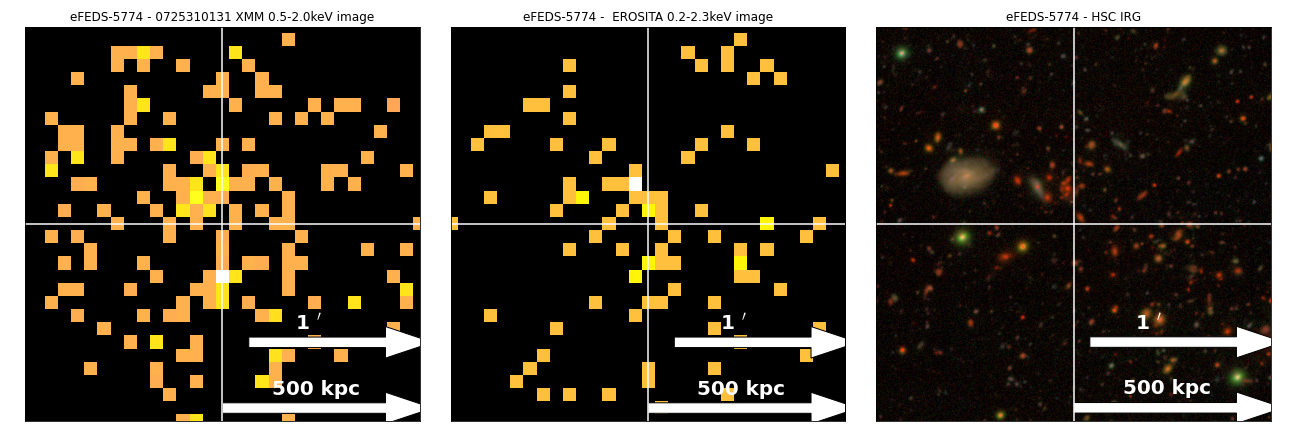 eFEDS-5774 - 0725310131 XMM 0.5-2.0keV image
eFEDS-5774 -  EROSITA 0.2-2.3keV image
eFEDS-5774 - HSC IRG
1 ′
500 kpc
1 ′
500 kpc
1 ′
500 kpc